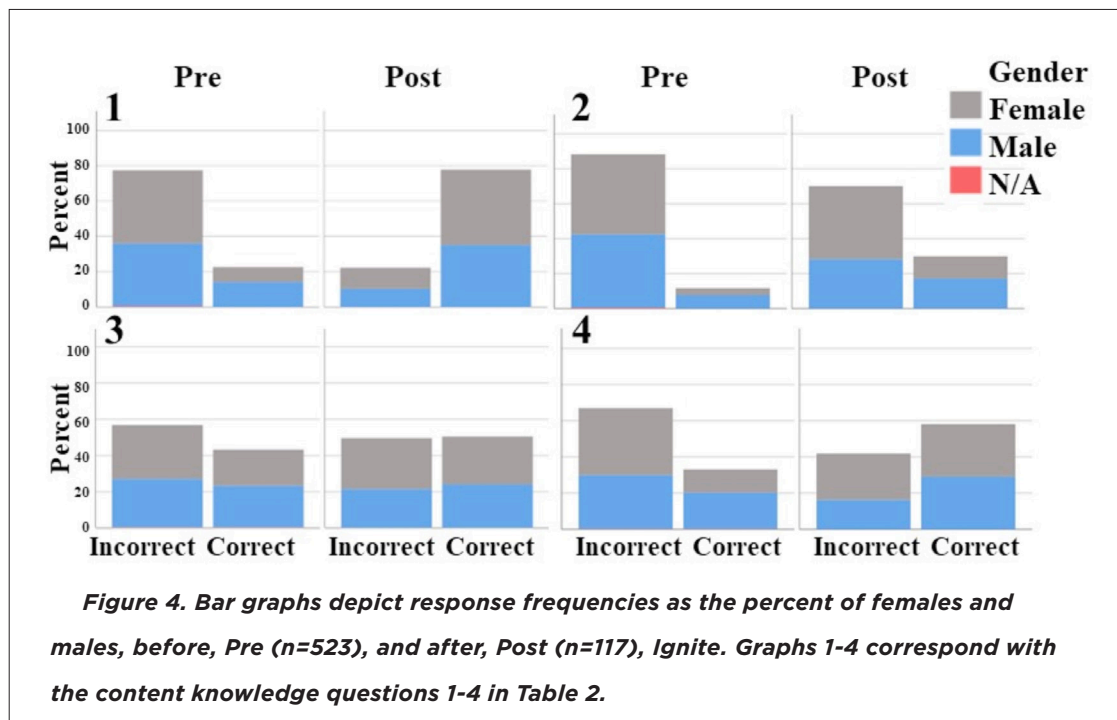 Pre Post Pre Post Gender
Female
Male
N/A
1 2
100
80
60
40
20
0
Percent
3 4
100
80
60
40
20
0
Percent
Incorrect Correct Incorrect Correct Incorrect Correct Incorrect Correct
Figure 4. Bar graphs depict response frequencies as the percent of females and
males, before, Pre (n=523), and after, Post (n=117), Ignite. Graphs 1-4 correspond with
the content knowledge questions 1-4 in Table 2.